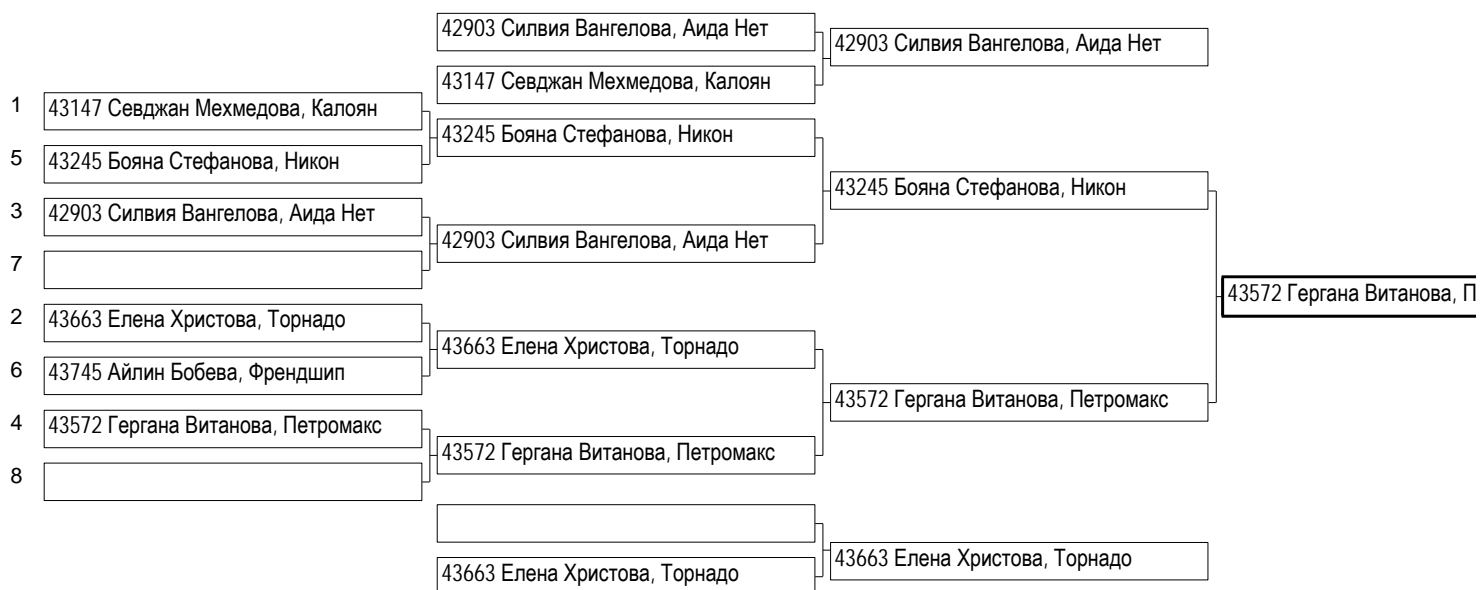 42903 Силвия Вангелова, Аида Нет
42903 Силвия Вангелова, Аида Нет
43147 Севджан Мехмедова, Калоян
1 43147 Севджан Мехмедова, Калоян
43245 Бояна Стефанова, Никон
5 43245 Бояна Стефанова, Никон
43245 Бояна Стефанова, Никон
3 42903 Силвия Вангелова, Аида Нет
42903 Силвия Вангелова, Аида Нет
7
43572 Гергана Витанова, П
2 43663 Елена Христова, Торнадо
43663 Елена Христова, Торнадо
6 43745 Айлин Бобева, Френдшип
43572 Гергана Витанова, Петромакс
4 43572 Гергана Витанова, Петромакс
43572 Гергана Витанова, Петромакс
8
43663 Елена Христова, Торнадо
43663 Елена Христова, Торнадо